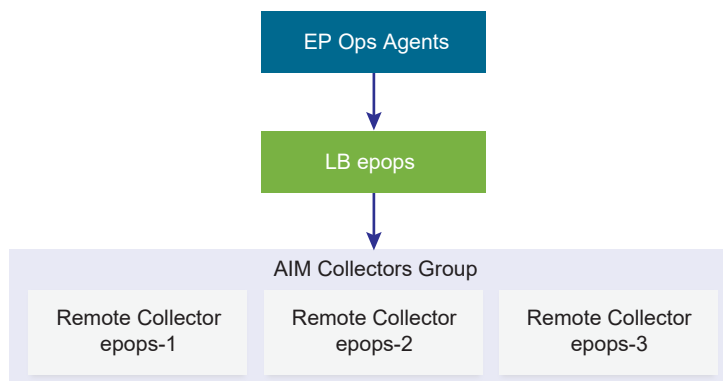 EP Ops Agents
LB epops
AIM Collectors Group
Remote Collector
epops-1
Remote Collector
epops-2
Remote Collector
epops-3